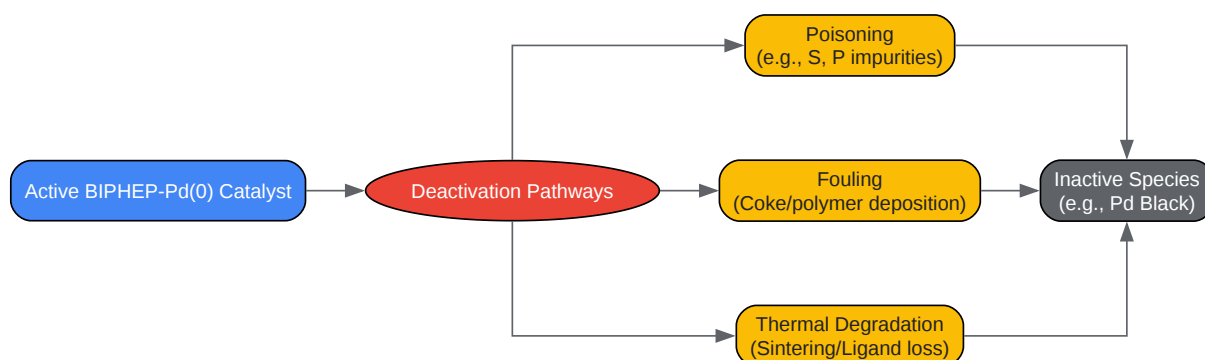 Active BIPHEP-Pd(0) Catalyst
Deactivation Pathways
Poisoning
(e.g., S, P impurities)
Fouling
(Coke/polymer deposition)
Thermal Degradation
(Sintering/Ligand loss)
Inactive Species
(e.g., Pd Black)